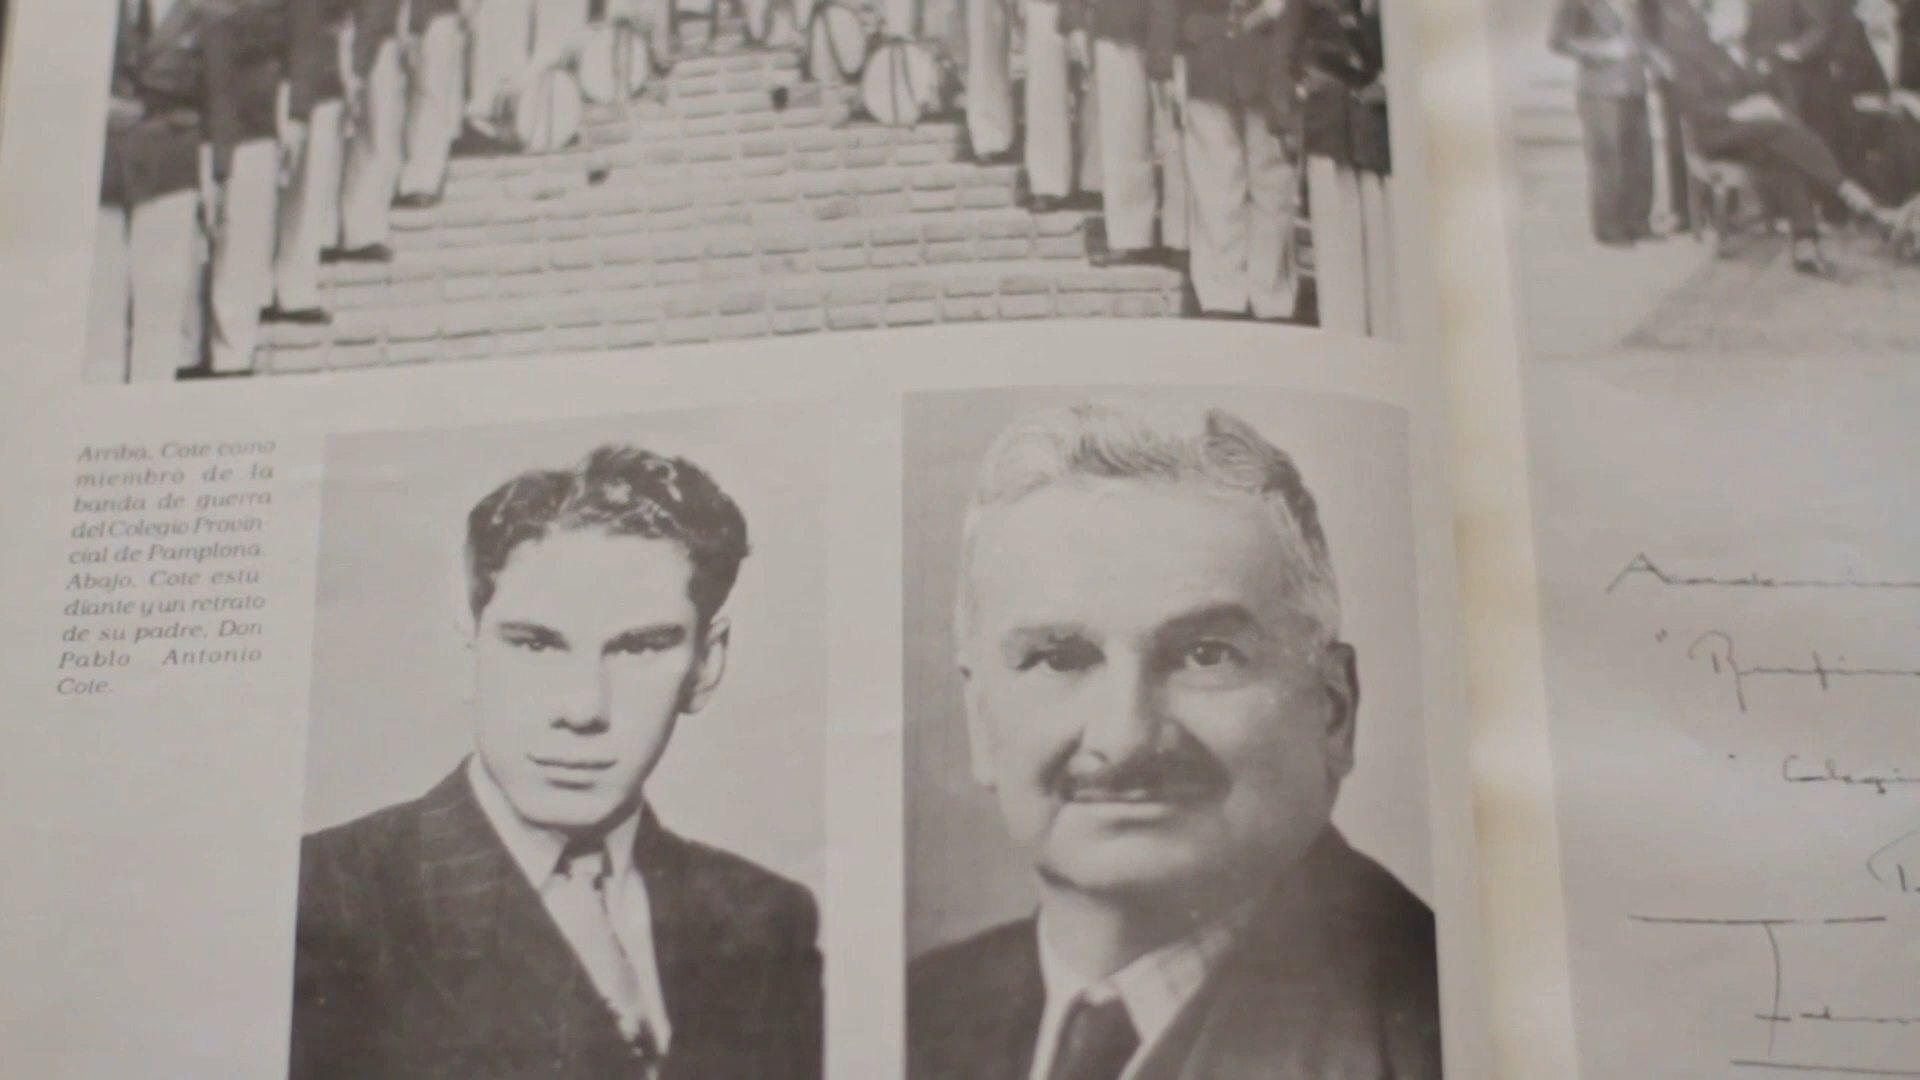 Arriba, Cote como
miembro de la
banda de guerra
del Colegio Provin-
cial de Pamplona.
Abajo, Cote estu-
diante y un retrato
de su padre, Don
Pablo Antonio
Cote.